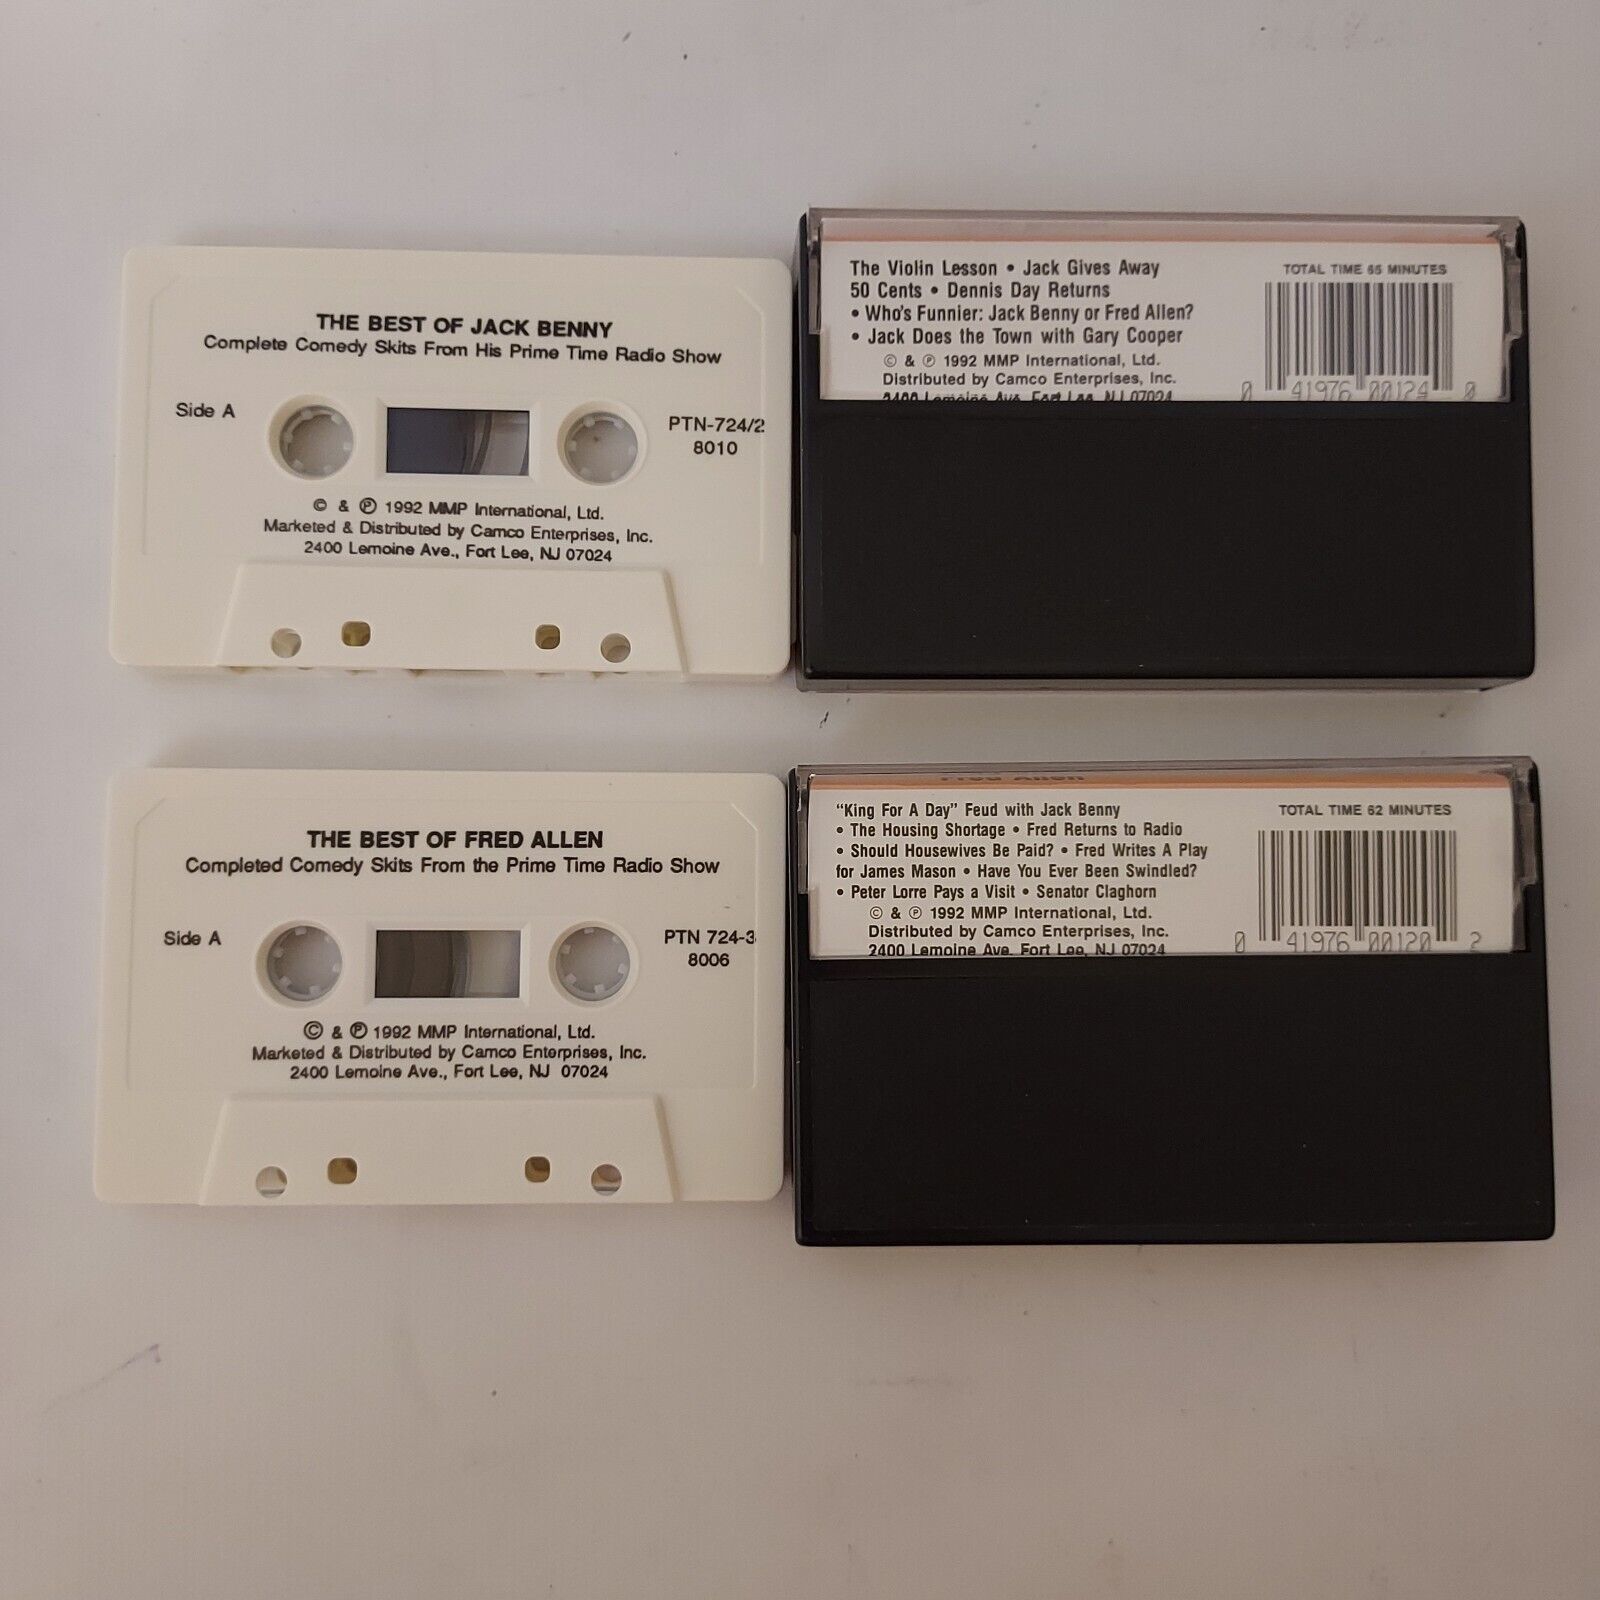 THE BEST OF JACK BENNY
Complete Comedy Skits From His Prime Time Radio Show
Side A
PTN-724/2
8010
© & ℗ 1992 MMP International, Ltd.
Marketed & Distributed by Camco Enterprises, Inc.
2400 Lemoine Ave., Fort Lee, NJ 07024
The Violin Lesson • Jack Gives Away
50 Cents • Dennis Day Returns
• Who's Funnier: Jack Benny or Fred Allen?
• Jack Does the Town with Gary Cooper
© & ℗ 1992 MMP International, Ltd.
Distributed by Camco Enterprises, Inc.
2400 Lemoine Ave. Fort Lee, NJ 07024
TOTAL TIME 65 MINUTES
0 41976 00124 0
THE BEST OF FRED ALLEN
Completed Comedy Skits From the Prime Time Radio Show
Side A
PTN 724-3
8006
© & ℗ 1992 MMP International, Ltd.
Marketed & Distributed by Camco Enterprises, Inc.
2400 Lemoine Ave., Fort Lee, NJ 07024
Fred Allen
"King For A Day" Feud with Jack Benny
• The Housing Shortage • Fred Returns to Radio
• Should Housewives Be Paid? • Fred Writes A Play
for James Mason • Have You Ever Been Swindled?
• Peter Lorre Pays a Visit • Senator Claghorn
© & ℗ 1992 MMP International, Ltd.
Distributed by Camco Enterprises, Inc.
2400 Lemoine Ave. Fort Lee, NJ 07024
TOTAL TIME 62 MINUTES
0 41976 00120 2